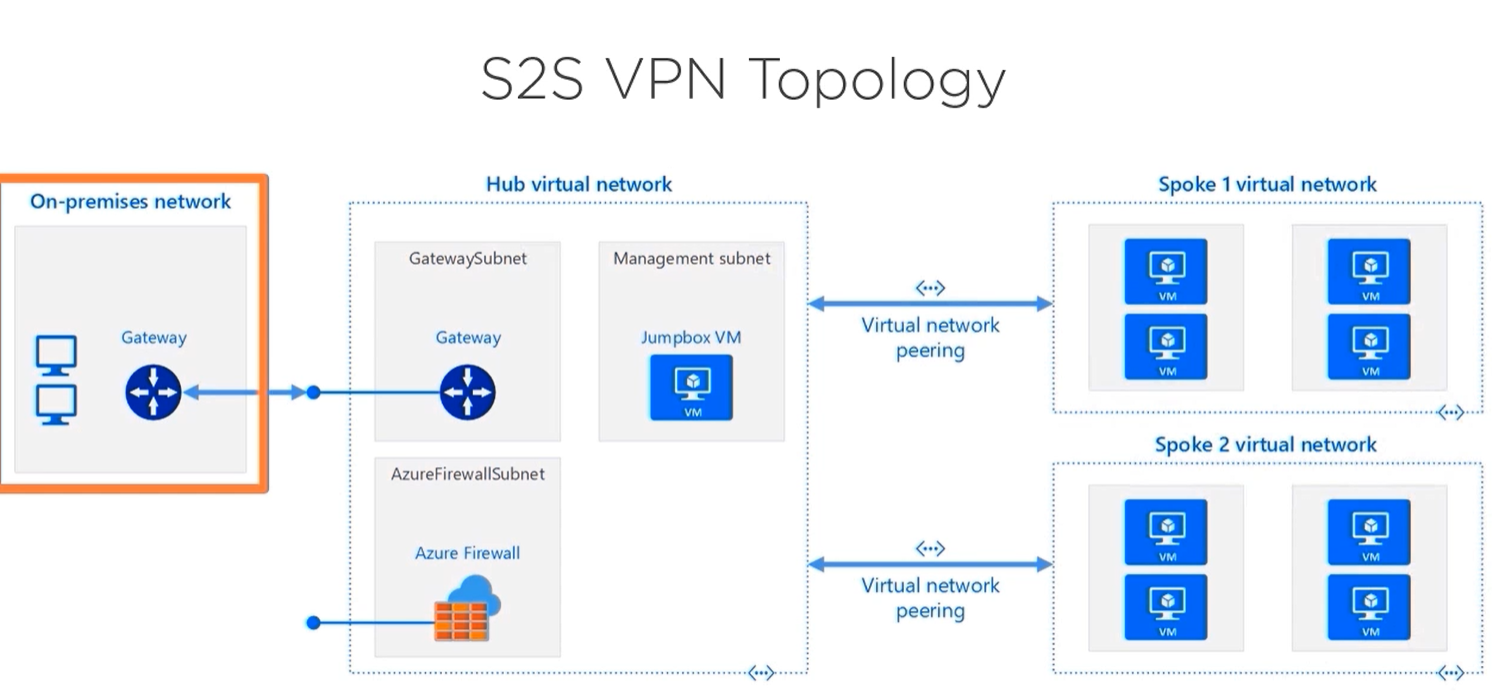 S2S VPN Topology
On-premises network
Gateway
Hub virtual network
GatewaySubnet
Gateway
Management subnet
Jumpbox VM
VM
AzureFirewallSubnet
Azure Firewall
Virtual network
peering
Virtual network
peering
Spoke 1 virtual network
VM
VM
VM
VM
Spoke 2 virtual network
VM
VM
VM
VM